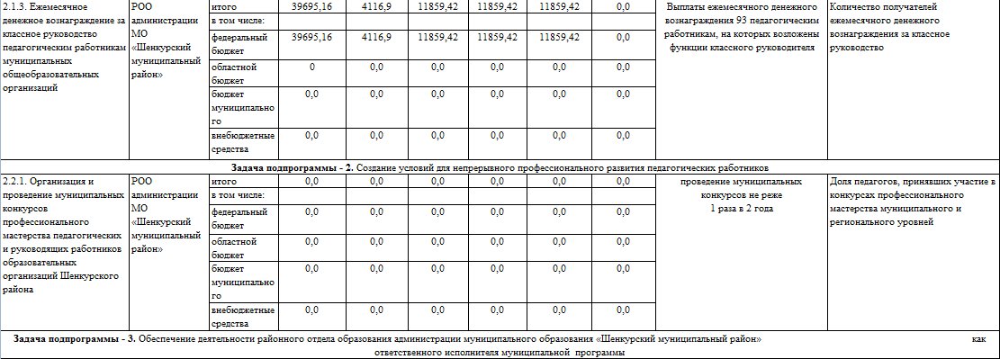 2.1.3. Ежемесячное
денежное вознаграждение за
классное руководство
педагогическим работникам
муниципальных
общеобразовательных
организаций
РОО
администрации
МО
«Шенкурский
муниципальный
район»
итого 39695,16 4116,9 11859,42 11859,42 11859,42 0,0
в том числе:
федеральный 39695,16 4116,9 11859,42 11859,42 11859,42 0,0
бюджет
областной 0 0,0 0,0 0,0 0,0 0,0
бюджет
бюджет 0,0 0,0 0,0 0,0 0,0 0,0
муниципально
го
внебюджетные 0,0 0,0 0,0 0,0 0,0 0,0
средства
Выплаты ежемесячного денежного
вознаграждения 93 педагогическим
работникам, на которых возложены
функции классного руководителя
Количество получателей
ежемесячного денежного
вознаграждения за классное
руководство
Задача подпрограммы - 2. Создание условий для непрерывного профессионального развития педагогических работников
2.2.1. Организация и
проведение муниципальных
конкурсов
профессионального
мастерства педагогических
и руководящих работников
образовательных
организаций Шенкурского
района
РОО
администрации
МО
«Шенкурский
муниципальный
район»
итого 0,0 0,0 0,0 0,0 0,0 0,0
в том числе:
федеральный 0,0 0,0 0,0 0,0 0,0 0,0
бюджет
областной 0,0 0,0 0,0 0,0 0,0 0,0
бюджет
бюджет 0,0 0,0 0,0 0,0 0,0 0,0
муниципально
го
внебюджетные 0,0 0,0 0,0 0,0 0,0 0,0
средства
проведение муниципальных
конкурсов не реже
1 раза в 2 года
Доля педагогов, принявших участие в
конкурсах профессионального
мастерства муниципального и
регионального уровней
Задача подпрограммы - 3. Обеспечение деятельности районного отдела образования администрации муниципального образования «Шенкурский муниципальный район» как
ответственного исполнителя муниципальной программы